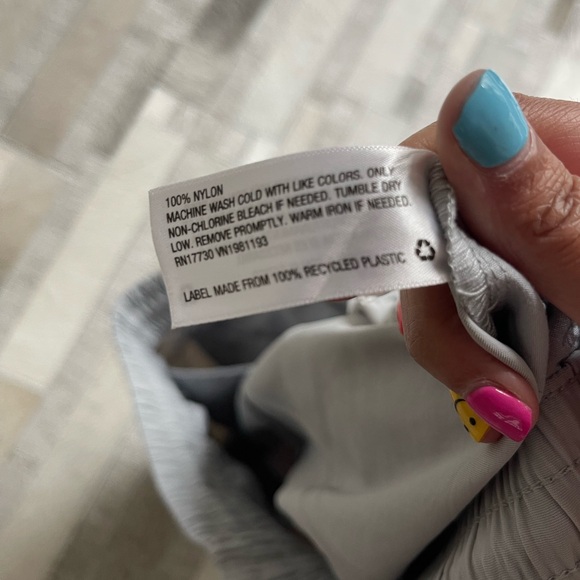 100% NYLON
MACHINE WASH COLD WITH LIKE COLORS. ONLY
NON-CHLORINE BLEACH IF NEEDED. TUMBLE DRY
LOW. REMOVE PROMPTLY. WARM IRON IF NEEDED.
RN17730 VN1981193
LABEL MADE FROM 100% RECYCLED PLASTIC